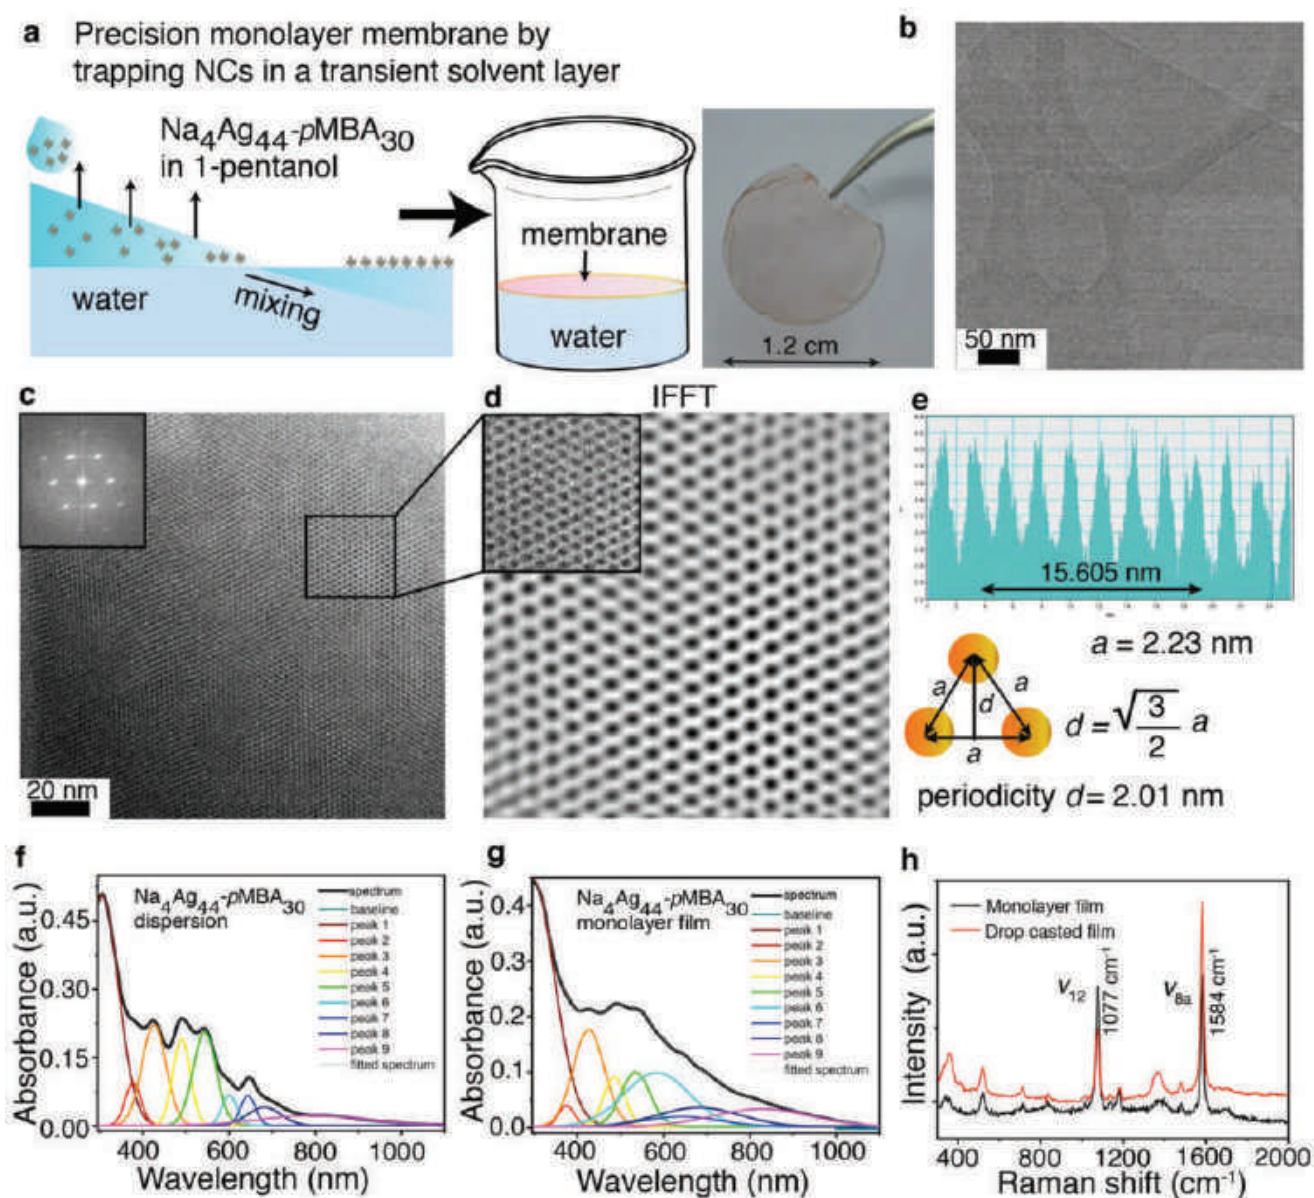 a Precision monolayer membrane by
trapping NCs in a transient solvent layer
Na₄Ag₄₄-pMBA₃₀
in 1-pentanol
water
mixing
membrane
water
1.2 cm
b
50 nm
c
20 nm
d
IFFT
e
15.605 nm
a = 2.23 nm
a
a
d
a
d = √3/2 a
periodicity d = 2.01 nm
f
Na₄Ag₄₄-pMBA₃₀
dispersion
spectrum
baseline
peak 1
peak 2
peak 3
peak 4
peak 5
peak 6
peak 7
peak 8
peak 9
fitted spectrum
Absorbance (a.u.)
0.45
0.30
0.15
0.00
400 600 800 1000
Wavelength (nm)
g
Na₄Ag₄₄-pMBA₃₀
monolayer film
spectrum
baseline
peak 1
peak 2
peak 3
peak 4
peak 5
peak 6
peak 7
peak 8
peak 9
fitted spectrum
Absorbance (a.u.)
0.4
0.3
0.2
0.1
0.0
400 600 800 1000
Wavelength (nm)
h
Monolayer film
Drop casted film
ν₁₂
1077 cm⁻¹
ν₈ₐ
1584 cm⁻¹
Intensity (a.u.)
400 800 1200 1600 2000
Raman shift (cm⁻¹)